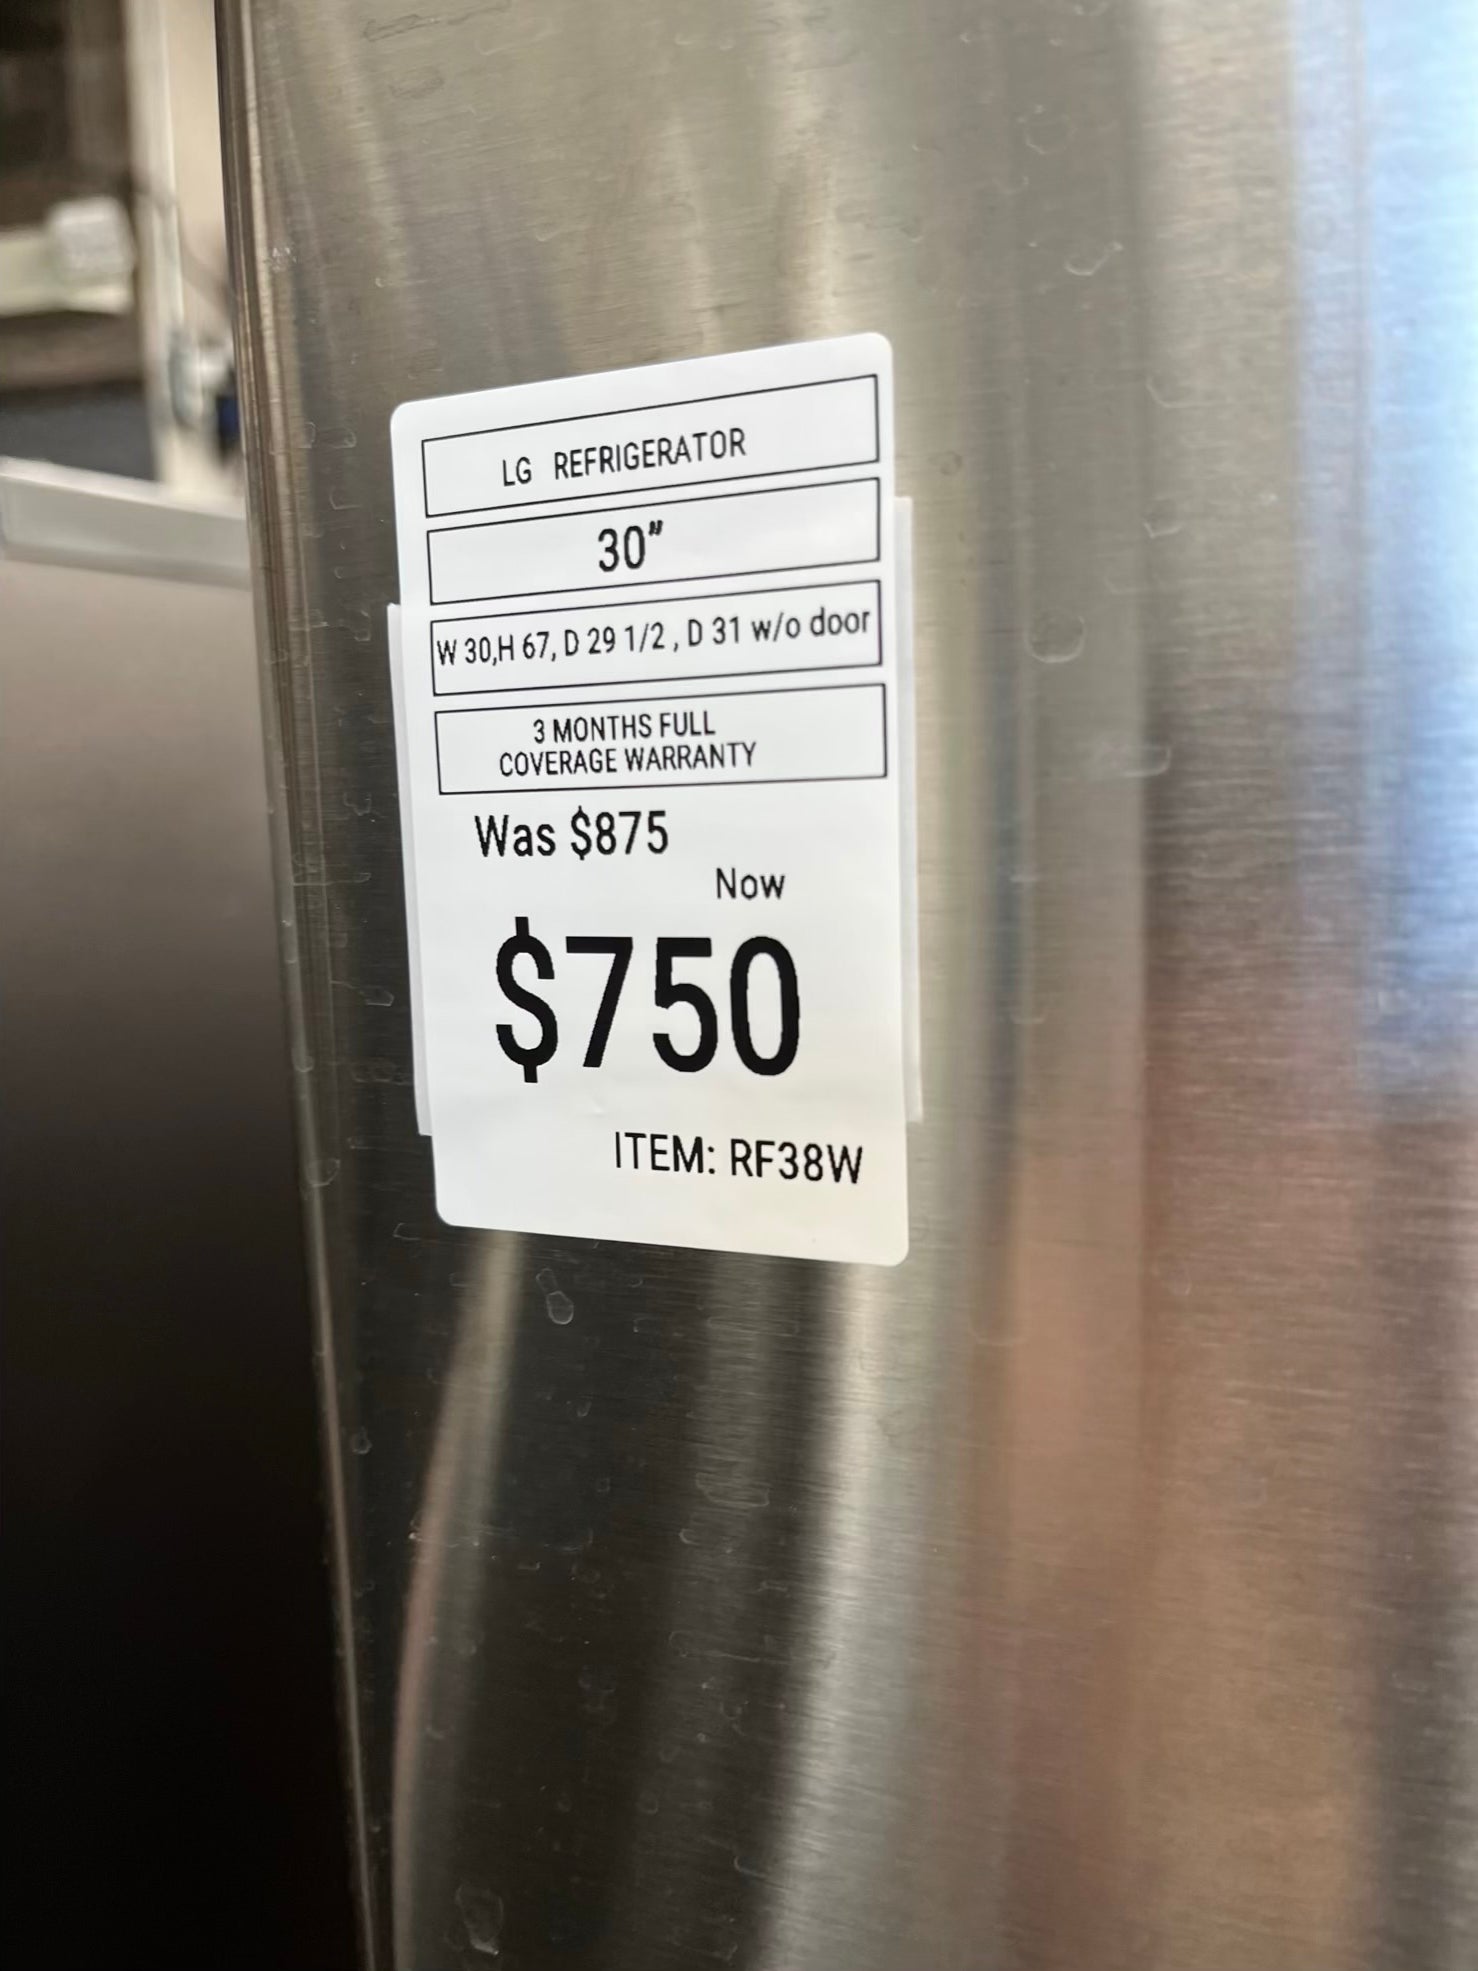 LG REFRIGERATOR
30"
W 30,H 67, D 29 1/2 , D 31 w/o door
3 MONTHS FULL
COVERAGE WARRANTY
Was $875
Now
$750
ITEM: RF38W